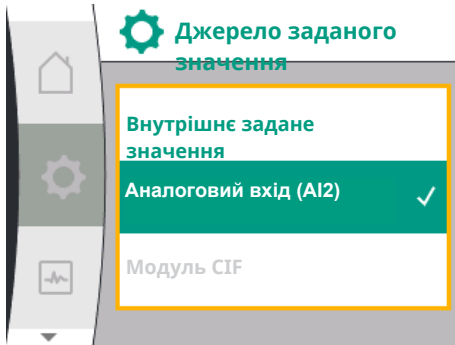 Джерело заданого
значення
Внутрішнє задане
значення
Аналоговий вхід (AI2)
Модуль CIF